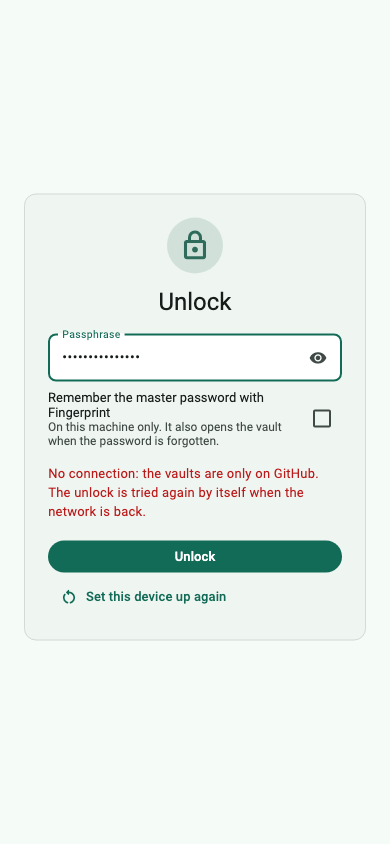 Unlock
Passphrase
•••••••••••••••
Remember the master password with
Fingerprint
On this machine only. It also opens the vault
when the password is forgotten.
No connection: the vaults are only on GitHub.
The unlock is tried again by itself when the
network is back.
Unlock
Set this device up again